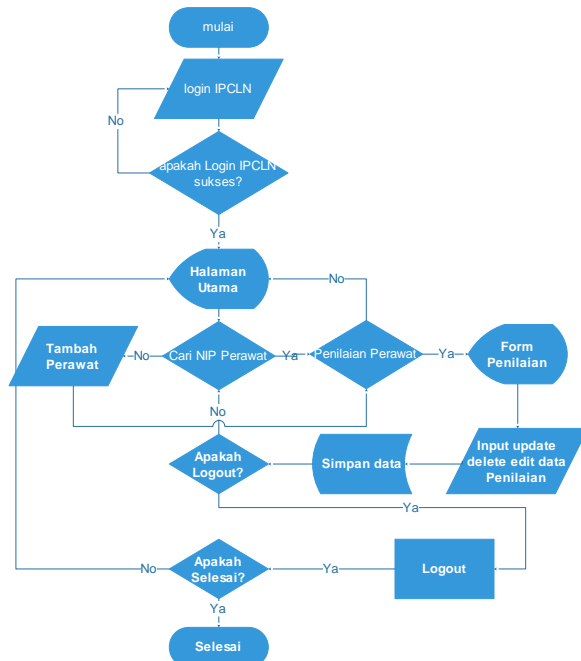 mulai
login IPCLN
No
apakah Login IPCLN
sukses?
Ya
Halaman
Utama
No
Tambah
Perawat
No
Cari NIP Perawat
Ya
Penilaian Perawat
Ya
Form
Penilaian
No
Apakah
Logout?
Simpan data
Input update
delete edit data
Penilaian
Ya
No
Apakah
Selesai?
Ya
Logout
Ya
Selesai